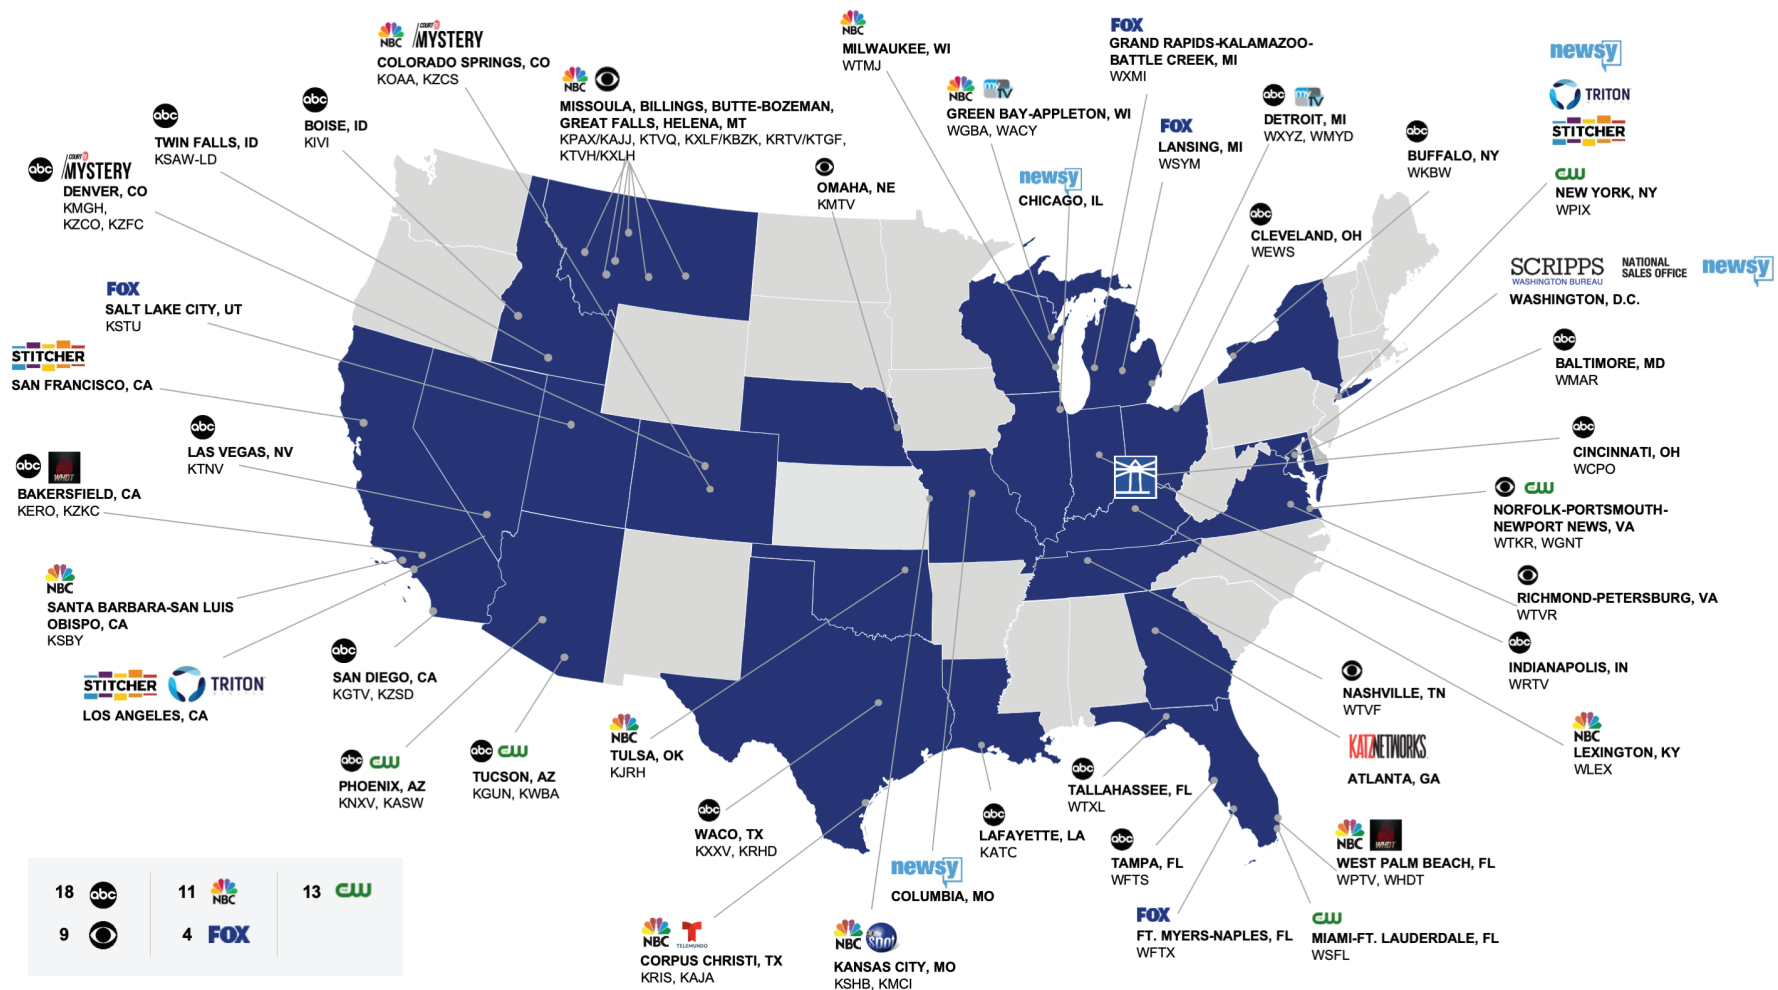 NBC COURT TV MYSTERY
COLORADO SPRINGS, CO
KOAA, KZCS
NBC
MISSOULA, BILLINGS, BUTTE-BOZEMAN,
GREAT FALLS, HELENA, MT
KPAX/KAJJ, KTVQ, KXLF/KBZK, KRTV/KTGF,
KTVH/KXLH
NBC
MILWAUKEE, WI
WTMJ
FOX
GRAND RAPIDS-KALAMAZOO-
BATTLE CREEK, MI
WXMI
NBC my TV
GREEN BAY-APPLETON, WI
WGBA, WACY
abc my TV
DETROIT, MI
WXYZ, WMYD
FOX
LANSING, MI
WSYM
newsy
CHICAGO, IL
abc
CLEVELAND, OH
WEWS
abc
BUFFALO, NY
WKBW
newsy
TRITON
STITCHER
CW
NEW YORK, NY
WPIX
SCRIPPS
WASHINGTON BUREAU
NATIONAL
SALES OFFICE
newsy
WASHINGTON, D.C.
abc
BALTIMORE, MD
WMAR
abc
CINCINNATI, OH
WCPO
CW
NORFOLK-PORTSMOUTH-
NEWPORT NEWS, VA
WTKR, WGNT
RICHMOND-PETERSBURG, VA
WTVR
abc
INDIANAPOLIS, IN
WRTV
NASHVILLE, TN
WTVF
NBC
LEXINGTON, KY
WLEX
KATZNETWORKS
ATLANTA, GA
abc
TALLAHASSEE, FL
WTXL
abc
TAMPA, FL
WFTS
NBC WHDT
WEST PALM BEACH, FL
WPTV, WHDT
FOX
FT. MYERS-NAPLES, FL
WFTX
CW
MIAMI-FT. LAUDERDALE, FL
WSFL
abc
LAFAYETTE, LA
KATC
newsy
COLUMBIA, MO
NBC spot
KANSAS CITY, MO
KSHB, KMCI
NBC TELEMUNDO
CORPUS CHRISTI, TX
KRIS, KAJA
abc
WACO, TX
KXXV, KRHD
NBC
TULSA, OK
KJRH
OMAHA, NE
KMTV
abc CW
TUCSON, AZ
KGUN, KWBA
abc CW
PHOENIX, AZ
KNXV, KASW
abc
SAN DIEGO, CA
KGTV, KZSD
STITCHER TRITON
LOS ANGELES, CA
NBC
SANTA BARBARA-SAN LUIS
OBISPO, CA
KSBY
abc WHDT
BAKERSFIELD, CA
KERO, KZKC
abc
LAS VEGAS, NV
KTNV
STITCHER
SAN FRANCISCO, CA
FOX
SALT LAKE CITY, UT
KSTU
abc COURT TV MYSTERY
DENVER, CO
KMGH,
KZCO, KZFC
abc
TWIN FALLS, ID
KSAW-LD
abc
BOISE, ID
KIVI
18 abc
11 NBC
13 CW
9
4 FOX